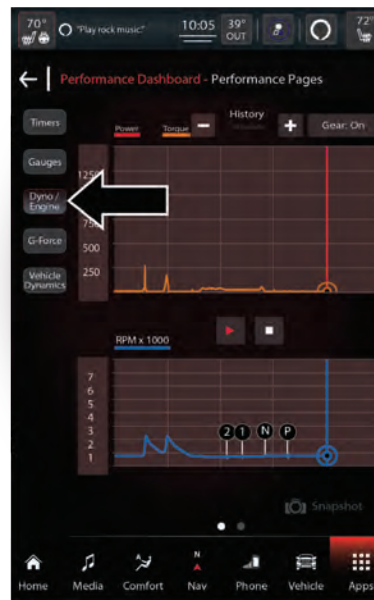 70° "Play rock music." 10:05 39° OUT 72°
Performance Dashboard - Performance Pages
Timers
Gauges
Dyno / Engine
G-Force
Vehicle Dynamics
History
Power Torque Gear: On
1250
750
500
250
RPM x 1000
7
6
5
4
3
2
1
2 1 N P
Snapshot
N
Home Media Comfort Nav Phone Vehicle Apps